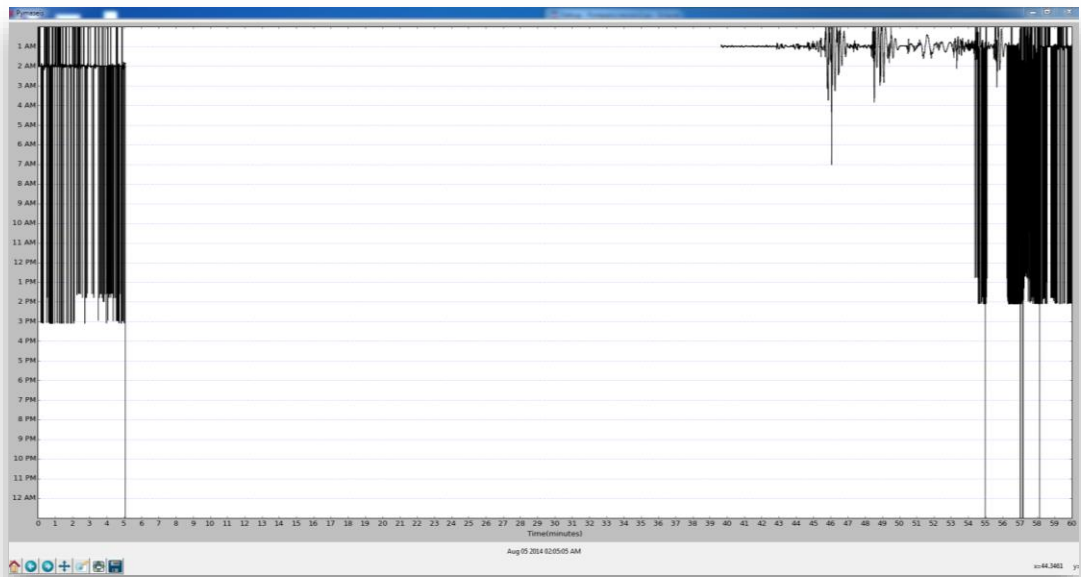 Pymaseis
1 AM
2 AM
3 AM
4 AM
5 AM
6 AM
7 AM
8 AM
9 AM
10 AM
11 AM
12 PM
1 PM
2 PM
3 PM
4 PM
5 PM
6 PM
7 PM
8 PM
9 PM
10 PM
11 PM
12 AM
0 1 2 3 4 5 6 7 8 9 10 11 12 13 14 15 16 17 18 19 20 21 22 23 24 25 26 27 28 29 30 31 32 33 34 35 36 37 38 39 40 41 42 43 44 45 46 47 48 49 50 51 52 53 54 55 56 57 58 59 60
Time(minutes)
Aug 05 2014 02:05:05 AM
x=44.3461 y=